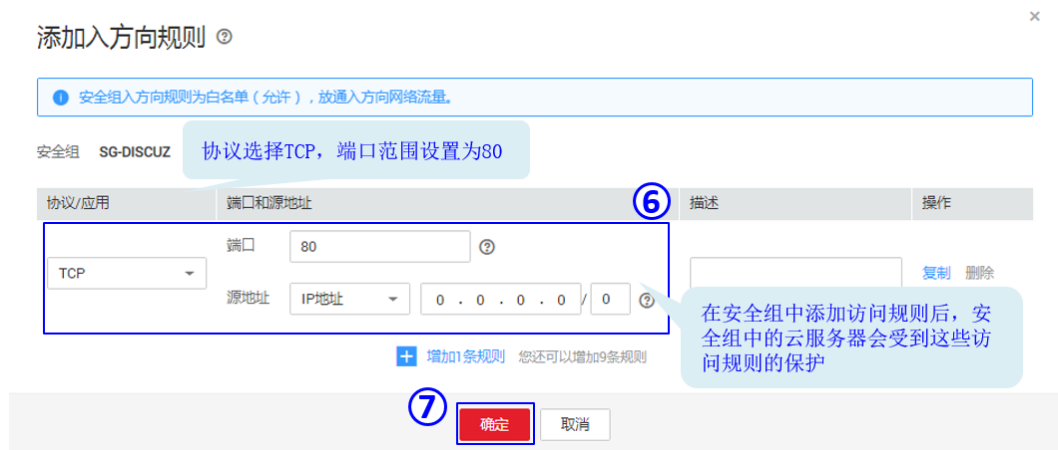 ×
添加入方向规则 ?
安全组入方向规则为白名单（允许），放通入方向网络流量。
安全组 SG-DISCUZ
协议选择TCP，端口范围设置为80
协议/应用 端口和源地址 ⑥ 描述 操作
端口 80 ?
TCP
复制 删除
源地址 IP地址 0 . 0 . 0 . 0 / 0 ?
在安全组中添加访问规则后，安
全组中的云服务器会受到这些访
问规则的保护
+ 增加1条规则 您还可以增加9条规则
⑦ 确定 取消